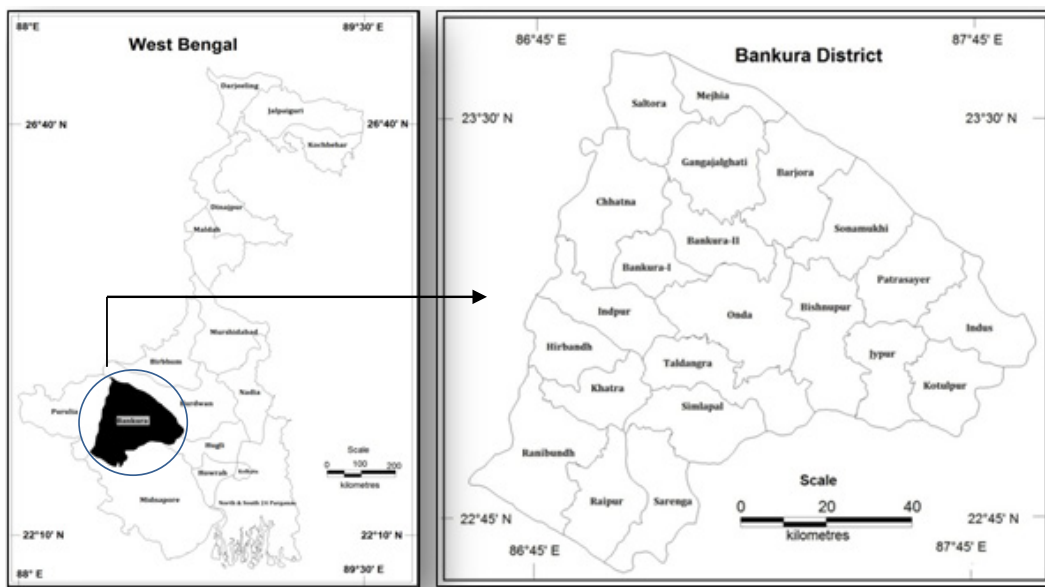 88°E
89°30' E
West Bengal
Darjeeling
Jalpaiguri
26°40' N
26°40' N
Kochbehar
Dinajpur
Maldah
Murshidabad
Birbhum
Nadia
Burdwan
Purulia
Bankura
Hugli
Howrah
Kolkata
Midnapore
North & South 24 Parganas
Scale
0 100 200
kilometres
22°10' N
22°10' N
88° E
89°30' E
86°45' E
87°45' E
Bankura District
Mejhia
Saltora
23°30' N
23°30' N
Gangajalghati
Barjora
Chhatna
Sonamukhi
Bankura-II
Bankura-I
Patrasayer
Indpur
Onda
Bishnupur
Indus
Hirbandh
Taldangra
Jypur
Khatra
Kotulpur
Simlapal
Ranibundh
Raipur
Sarenga
Scale
0 20 40
kilometres
22°45' N
22°45' N
86°45' E
87°45' E